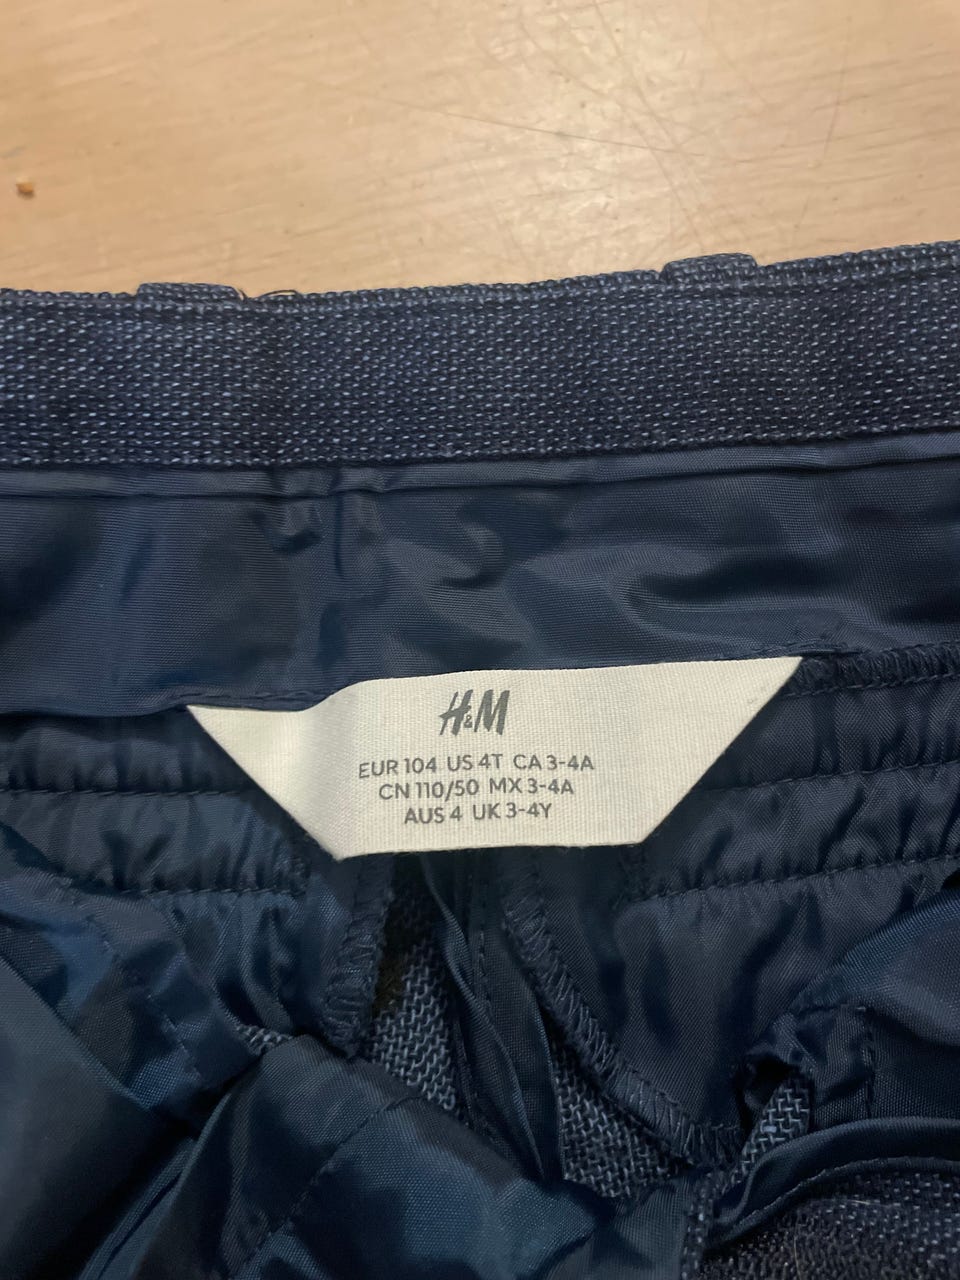 H&M
EUR 104 US 4T CA 3-4A
CN 110/50 MX 3-4A
AUS 4 UK 3-4Y